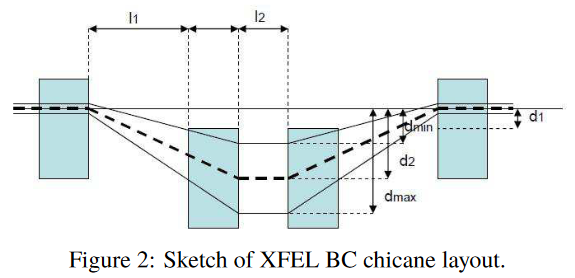 l1
l2
dmin
d1
d2
dmax
Figure 2: Sketch of XFEL BC chicane layout.